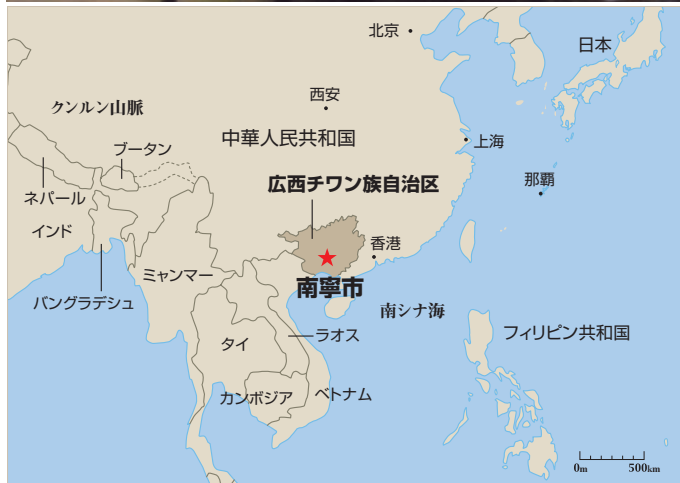 北京
日本
西安
クンルン山脈
中華人民共和国
上海
ブータン
那覇
広西チワン族自治区
ネパール
インド
香港
ミャンマー
南寧市
バングラデシュ
南シナ海
ラオス
フィリピン共和国
タイ
カンボジア
ベトナム
0m 500km